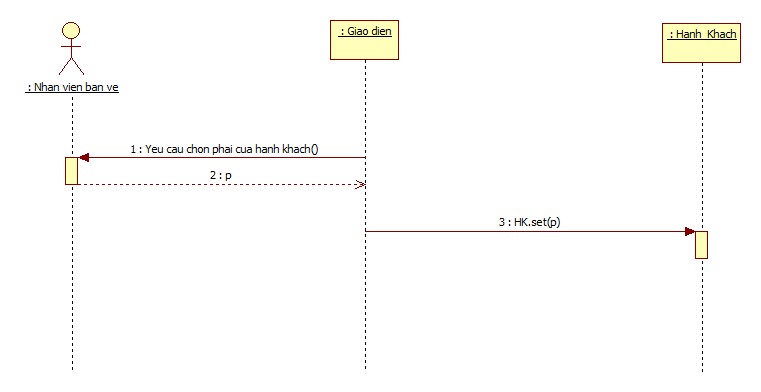 : Giao dien
: Hanh_Khach
: Nhan vien ban ve
1 : Yeu cau chon phai cua hanh khach()
2 : p
3 : HK.set(p)